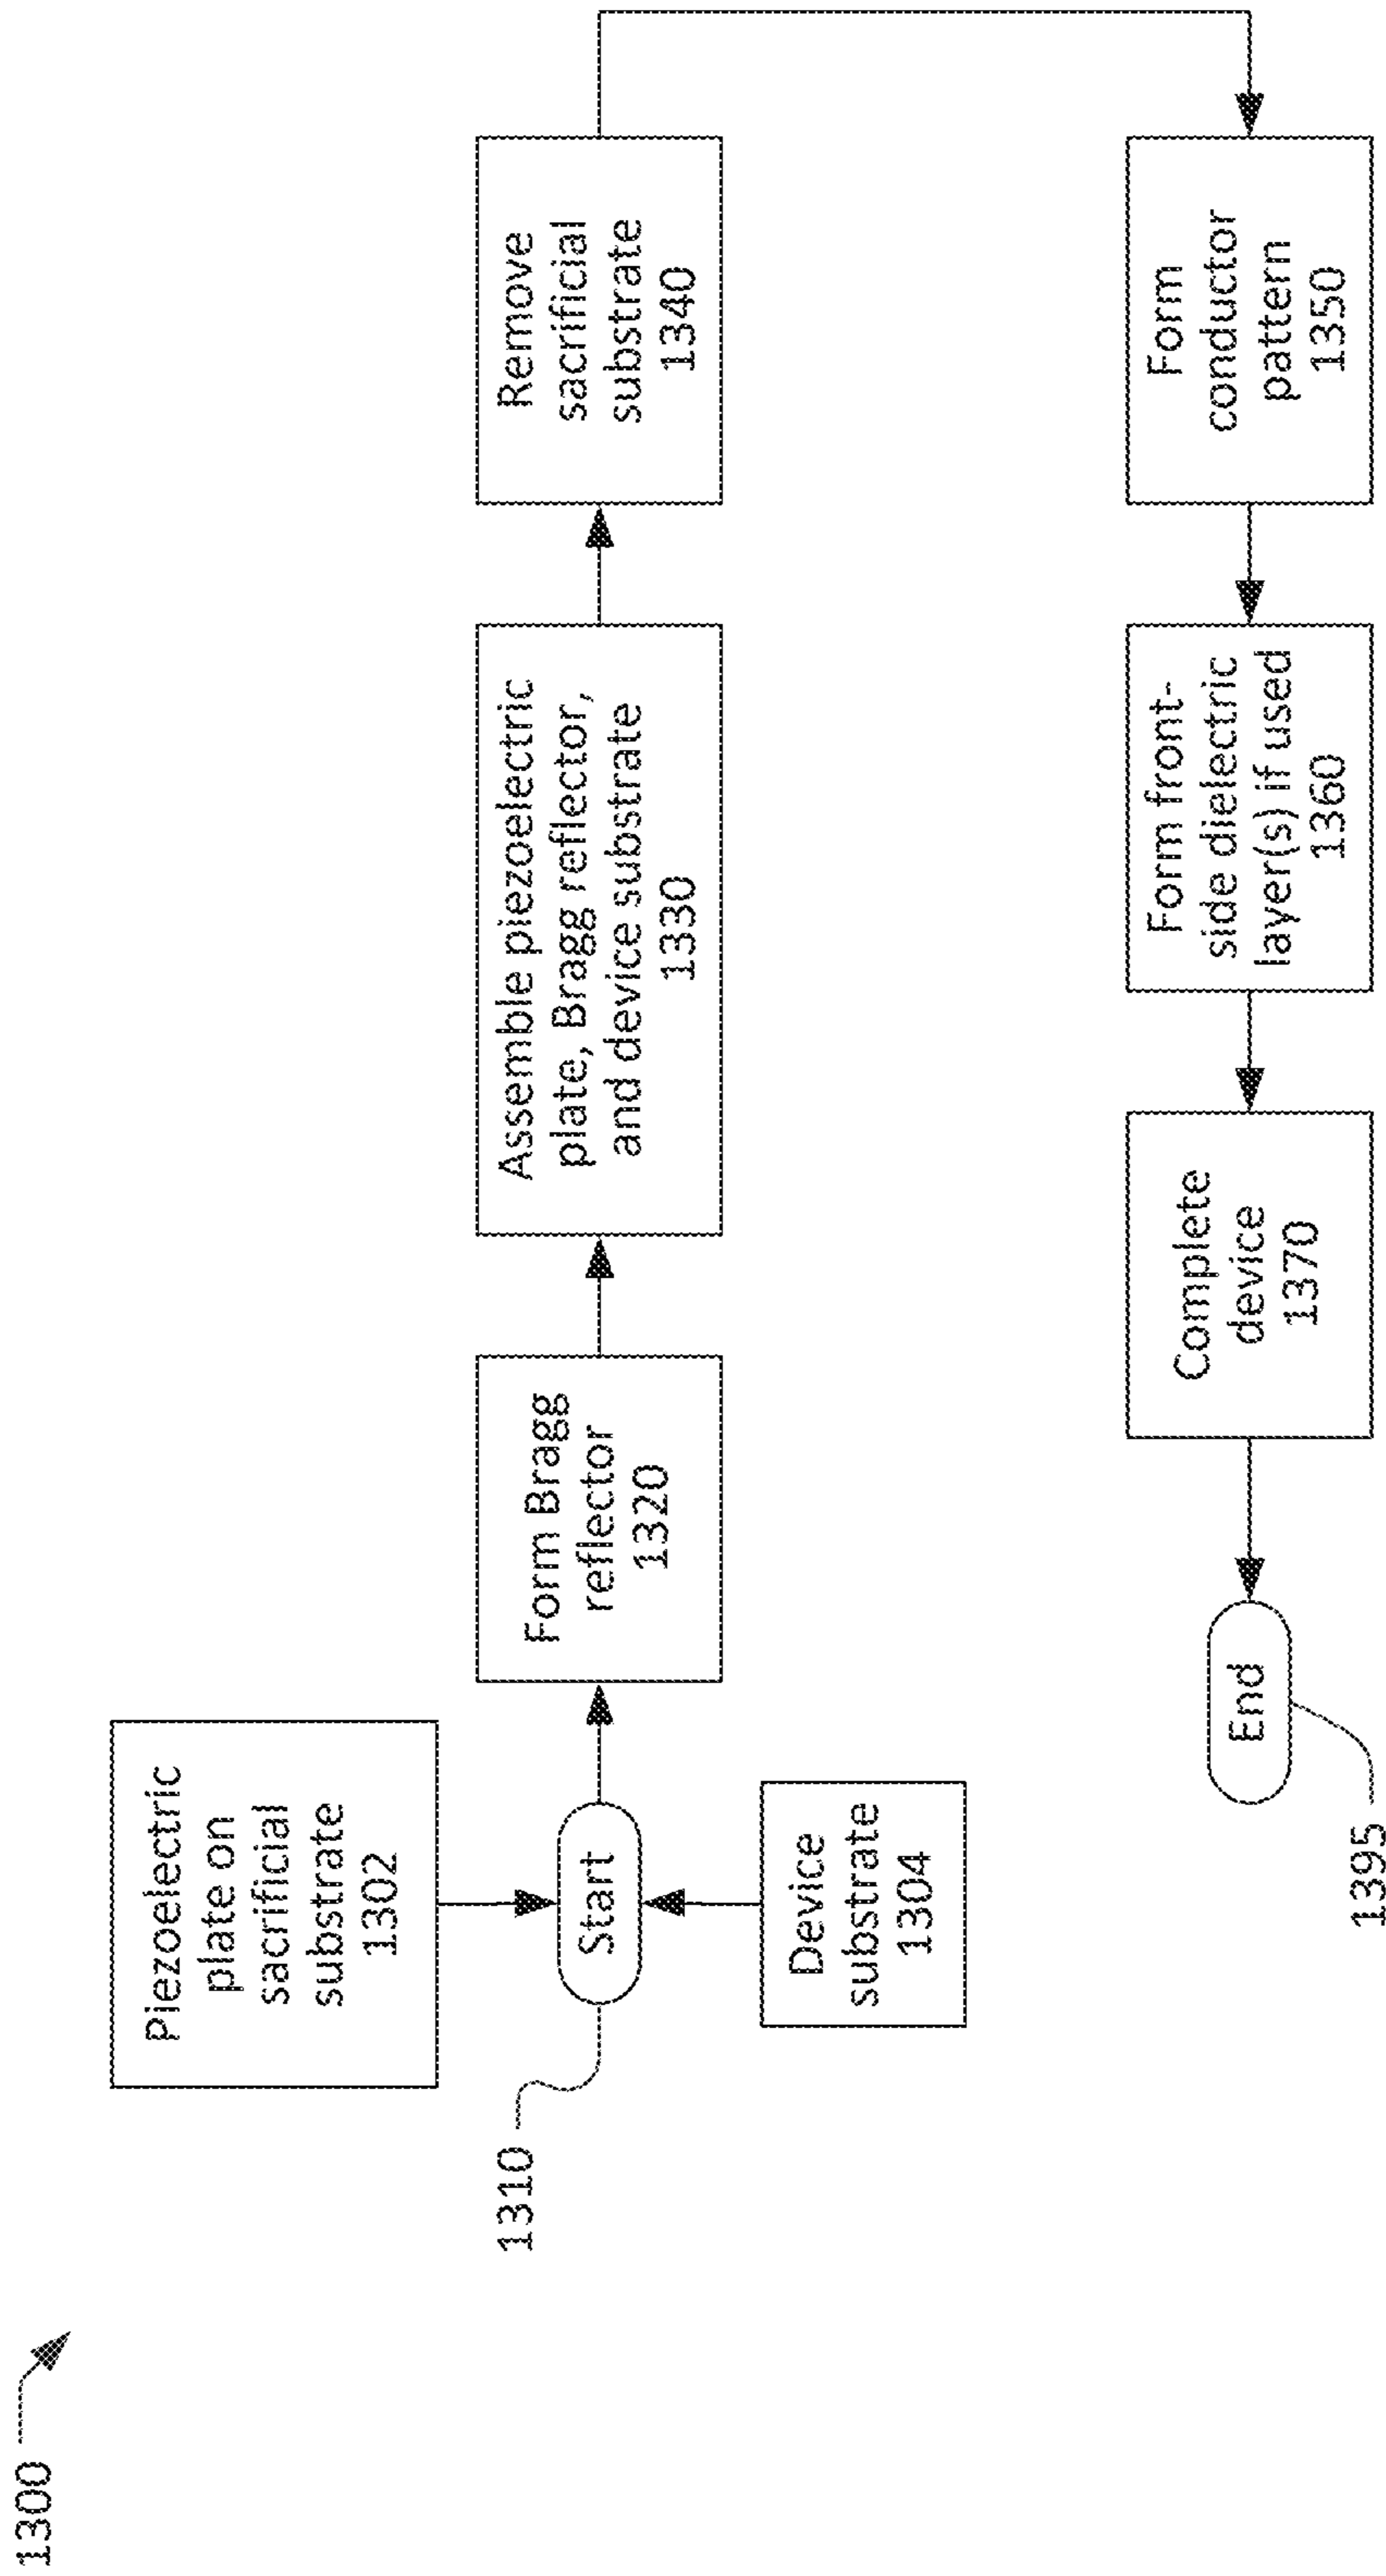 1300
Piezoelectric
plate on
sacrificial
substrate
1302
1310
Start
Device
substrate
1304
Form Bragg
reflector
1320
Assemble piezoelectric
plate, Bragg reflector,
and device substrate
1330
Remove
sacrificial
substrate
1340
Form
conductor
pattern
1350
Form front-
side dielectric
layer(s) if used
1360
Complete
device
1370
End
1395